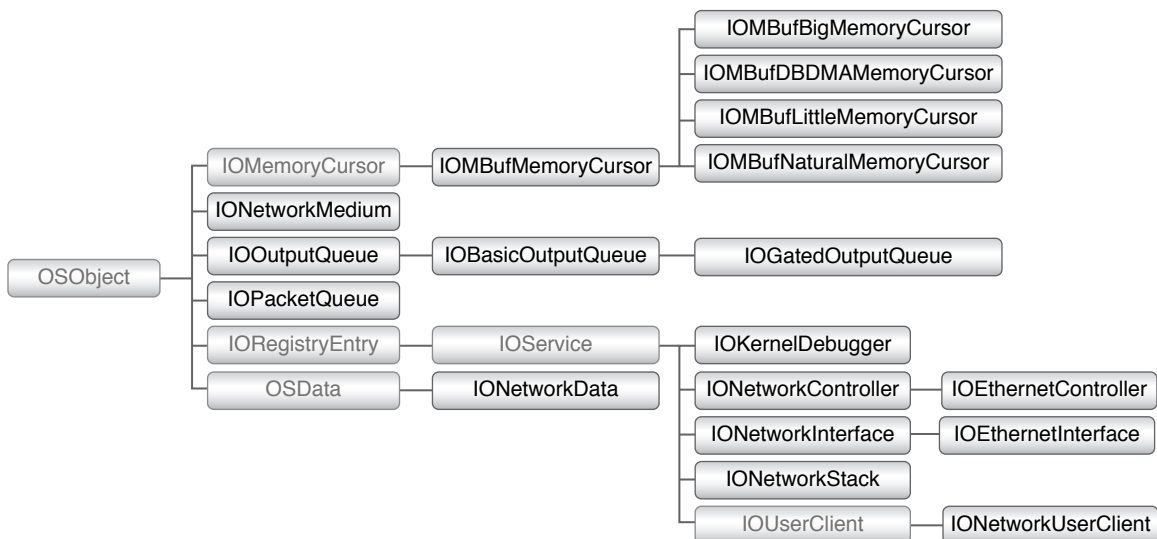 IOMBufBigMemoryCursor
IOMBufDBDMAMemoryCursor
IOMBufLittleMemoryCursor
IOMemoryCursor IOMBufMemoryCursor IOMBufNaturalMemoryCursor
IONetworkMedium
IOOutputQueue IOBasicOutputQueue IOGatedOutputQueue
OSObject
IOPacketQueue
IORegistryEntry IOService IOKernelDebugger
OSData IONetworkData IONetworkController IOEthernetController
IONetworkInterface IOEthernetInterface
IONetworkStack
IOUserClient IONetworkUserClient